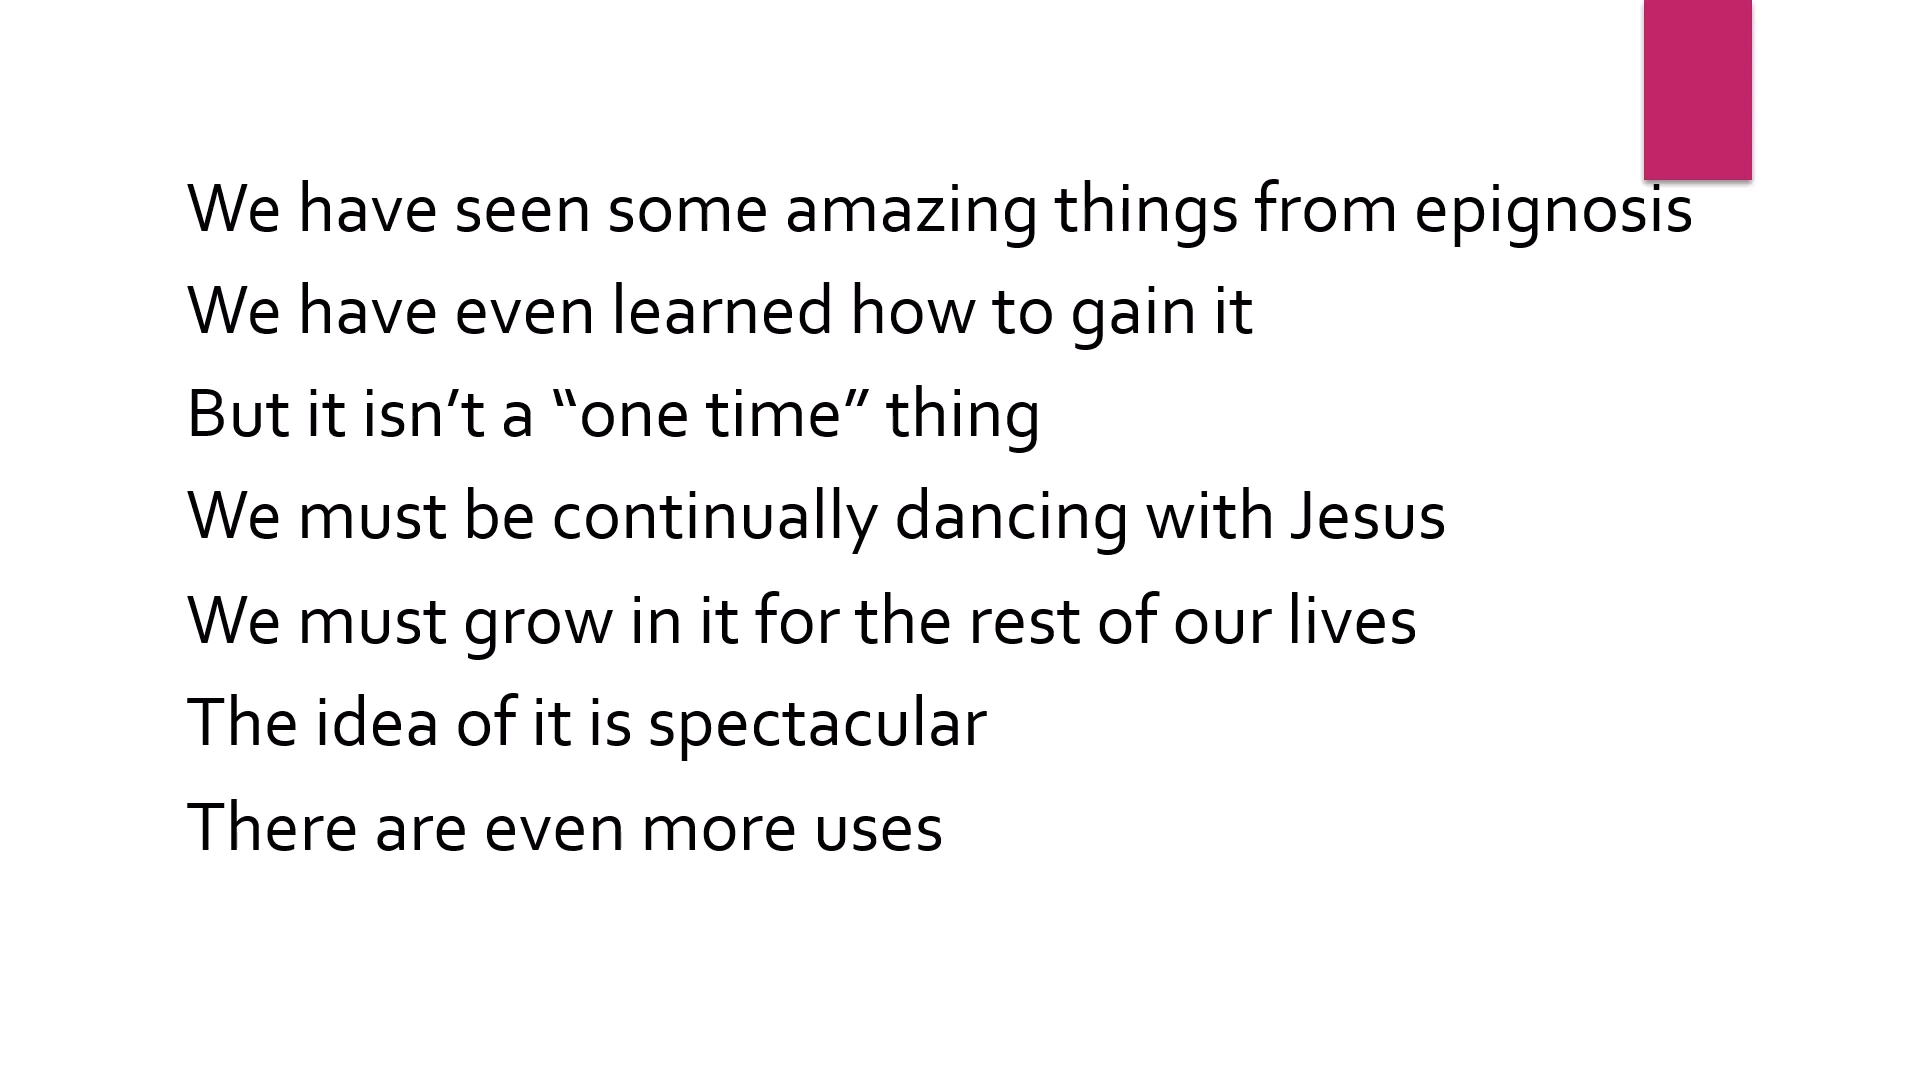 We have seen some amazing things from epignosis
We have even learned how to gain it
But it isn’t a “one time” thing
We must be continually dancing with Jesus
We must grow in it for the rest of our lives
The idea of it is spectacular
There are even more uses